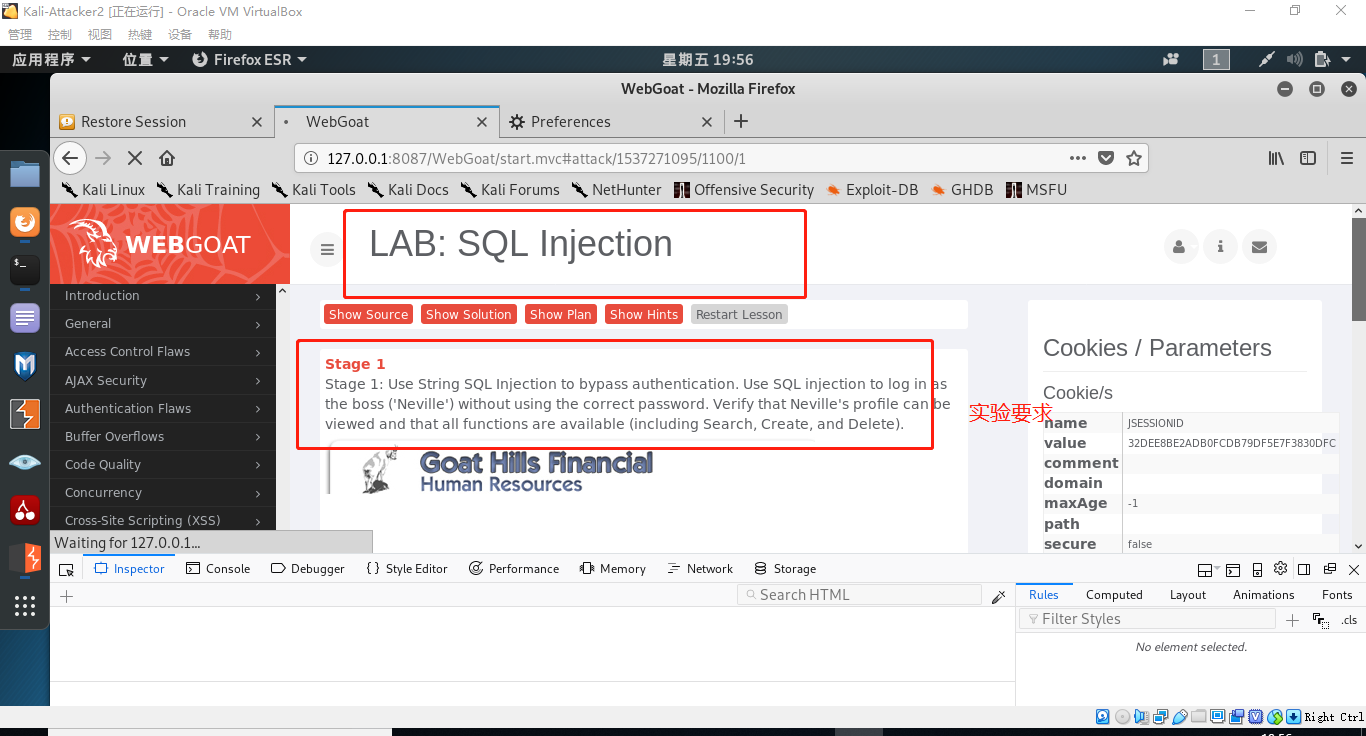 Kali-Attacker2 [正在运行] - Oracle VM VirtualBox
管理 控制 视图 热键 设备 帮助
应用程序 位置 Firefox ESR 星期五 19:56 1
WebGoat - Mozilla Firefox
Restore Session WebGoat Preferences
127.0.0.1:8087/WebGoat/start.mvc#attack/1537271095/1100/1
Kali Linux Kali Training Kali Tools Kali Docs Kali Forums NetHunter Offensive Security Exploit-DB GHDB MSFU
WEBGOAT
LAB: SQL Injection
Introduction
General
Access Control Flaws
AJAX Security
Authentication Flaws
Buffer Overflows
Code Quality
Concurrency
Cross-Site Scripting (XSS)
Show Source Show Solution Show Plan Show Hints Restart Lesson
Stage 1
Stage 1: Use String SQL Injection to bypass authentication. Use SQL injection to log in as
the boss ('Neville') without using the correct password. Verify that Neville's profile can be
viewed and that all functions are available (including Search, Create, and Delete).
实验要求
Goat Hills Financial
Human Resources
Cookies / Parameters
Cookie/s
name JSESSIONID
value 32DEE8BE2ADB0FCDB79DF5E7F3830DFC
comment
domain
maxAge -1
path
secure false
Waiting for 127.0.0.1...
Inspector Console Debugger Style Editor Performance Memory Network Storage
Search HTML
Rules Computed Layout Animations Fonts
Filter Styles .cls
No element selected.
Right Ctrl